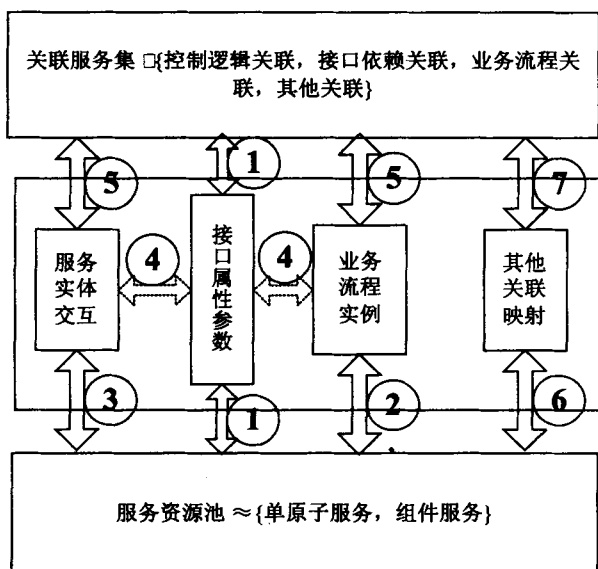 关联服务集 □{控制逻辑关联，接口依赖关联，业务流程关
联，其他关联}
5
1
5
7
服务
实体
交互
4
接口属性参数
4
业务
流程
实例
其他
关联
映射
3
1
2
6
服务资源池 ≈{单原子服务，组件服务}